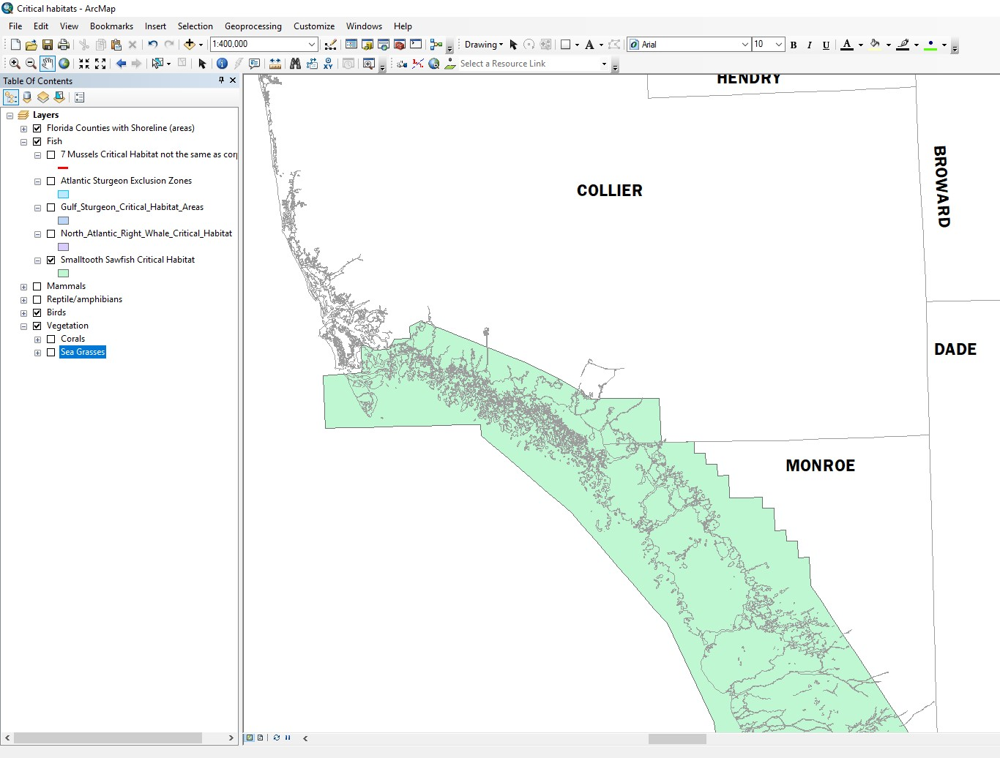 Critical habitats - ArcMap
File Edit View Bookmarks Insert Selection Geoprocessing Customize Windows Help
1:400,000 Drawing A Arial 10 B I U A
XY Select a Resource Link
Table Of Contents
Layers
Florida Counties with Shoreline (areas)
Fish
7 Mussels Critical Habitat not the same as
Atlantic Sturgeon Exclusion Zones
Gulf_Sturgeon_Critical_Habitat_Areas
North_Atlantic_Right_Whale_Critical_Habitat
Smalltooth Sawfish Critical Habitat
Mammals
Reptile/amphibians
Birds
Vegetation
Corals
Sea Grasses
HENDRY
COLLIER
BROWARD
DADE
MONROE